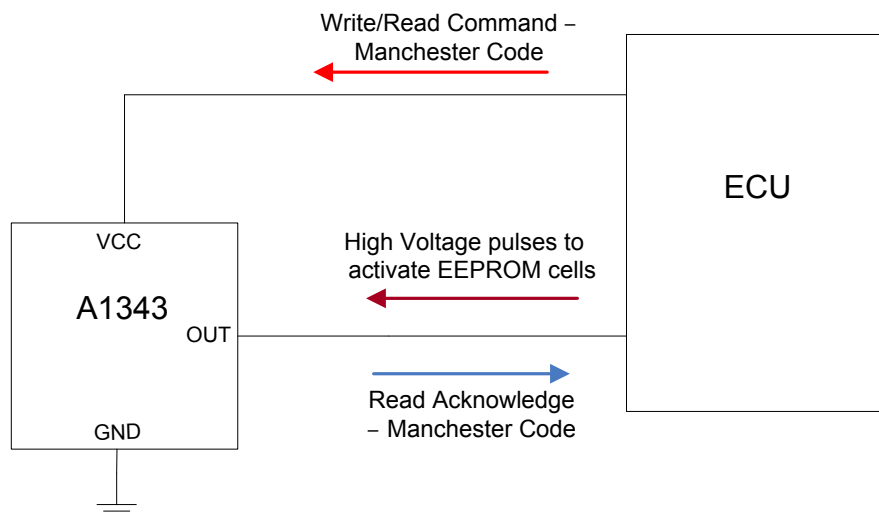 Write/Read Command –
Manchester Code
ECU
VCC
High Voltage pulses to
activate EEPROM cells
A1343
OUT
Read Acknowledge
– Manchester Code
GND